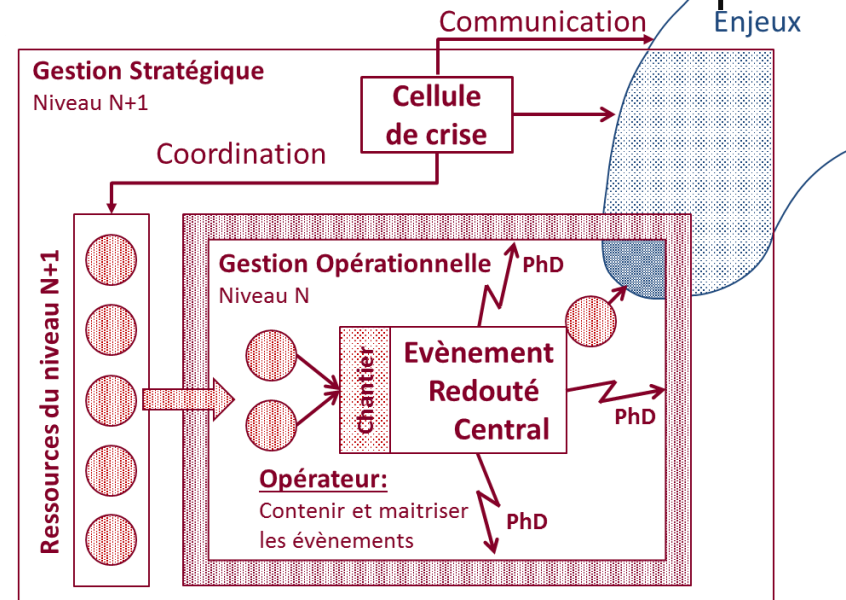 Communication
Enjeux
Gestion Stratégique
Niveau N+1
Cellule
de crise
Coordination
Ressources du niveau N+1
Gestion Opérationnelle
Niveau N
PhD
Chantier
Evènement
Redouté
Central
PhD
Opérateur:
Contenir et maitriser
les évènements
PhD